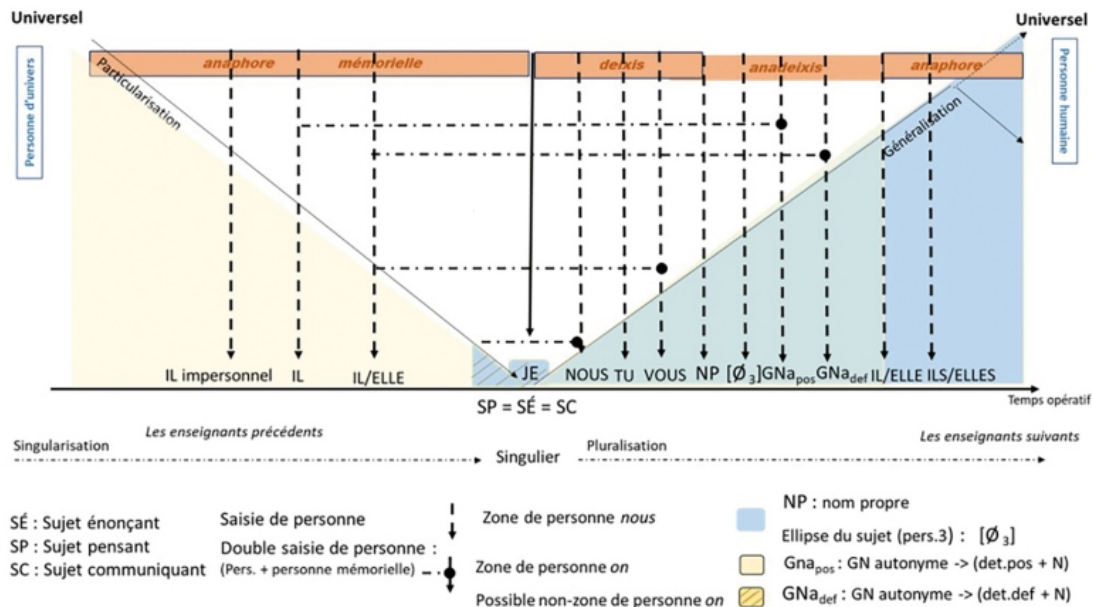 Universel
Universel
Personne d'univers
Personne humaine
anaphore mémorielle
deixis
anadeixis
anaphore
Particularisation
Généralisation
IL impersonnel IL IL/ELLE JE NOUS TU VOUS NP [Ø₃] GNa_pos GNa_def IL/ELLE ILS/ELLES
SP = SÉ = SC
Temps opératif
Les enseignants précédents
Les enseignants suivants
Singularisation
Singulier
Pluralisation
SÉ : Sujet énonçant
SP : Sujet pensant
SC : Sujet communiquant
Saisie de personne
Double saisie de personne :
(Pers. + personne mémorielle)
Zone de personne nous
Zone de personne on
Possible non-zone de personne on
NP : nom propre
Ellipse du sujet (pers.3) : [Ø₃]
Gna_pos : GN autonyme -> (det.pos + N)
GNa_def : GN autonyme -> (det.def + N)